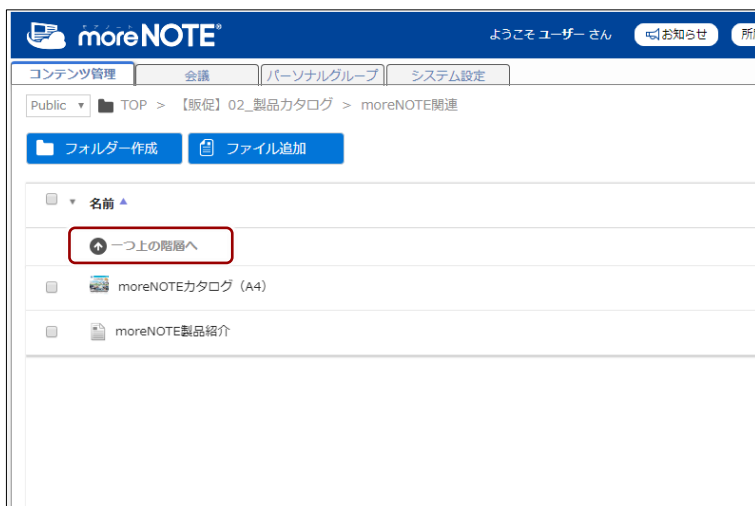 モアノート
moreNOTE® ようこそ ユーザー さん お知らせ
コンテンツ管理 会議 パーソナルグループ システム設定
Public ▼ TOP > 【販促】02_製品カタログ > moreNOTE関連
フォルダー作成 ファイル追加
▼ 名前 ▲
一つ上の階層へ
moreNOTEカタログ（A4）
moreNOTE製品紹介